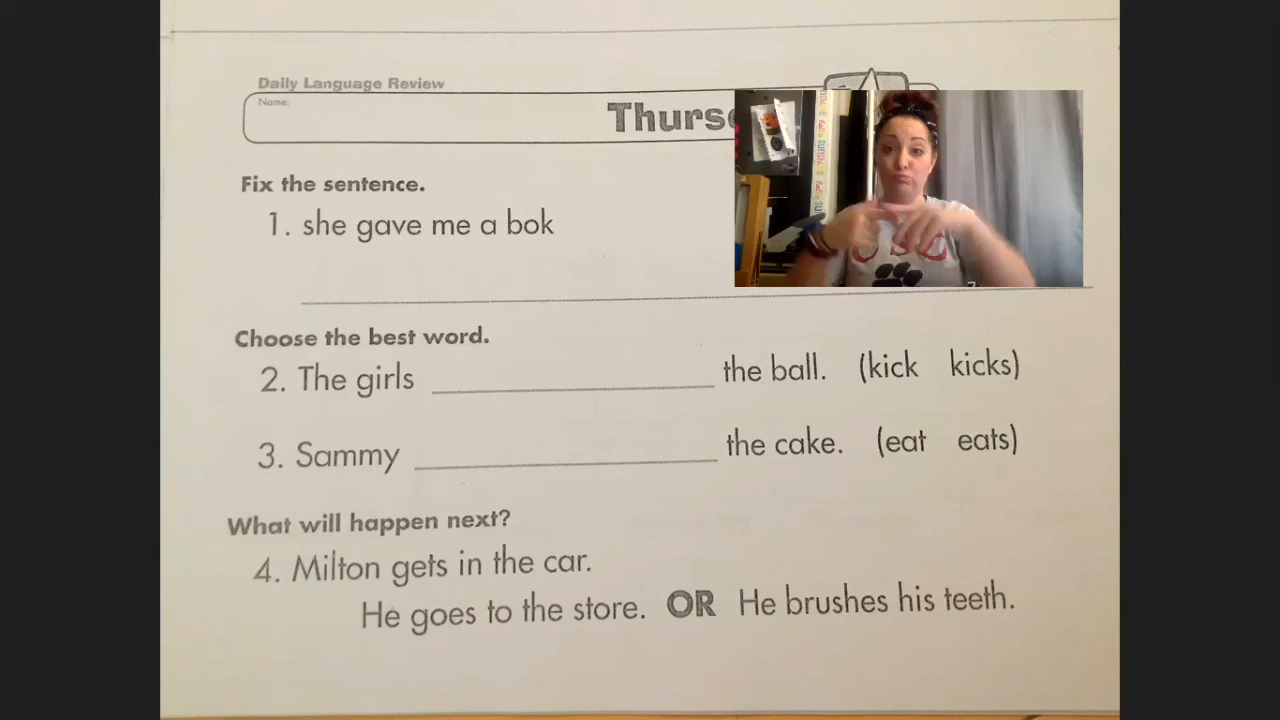 Daily Language Review
Name:
Fix the sentence.
1. she gave me a bok
Choose the best word.
2. The girls the ball. (kick kicks)
3. Sammy the cake. (eat eats)
What will happen next?
4. Milton gets in the car.
He goes to the store. OR He brushes his teeth.